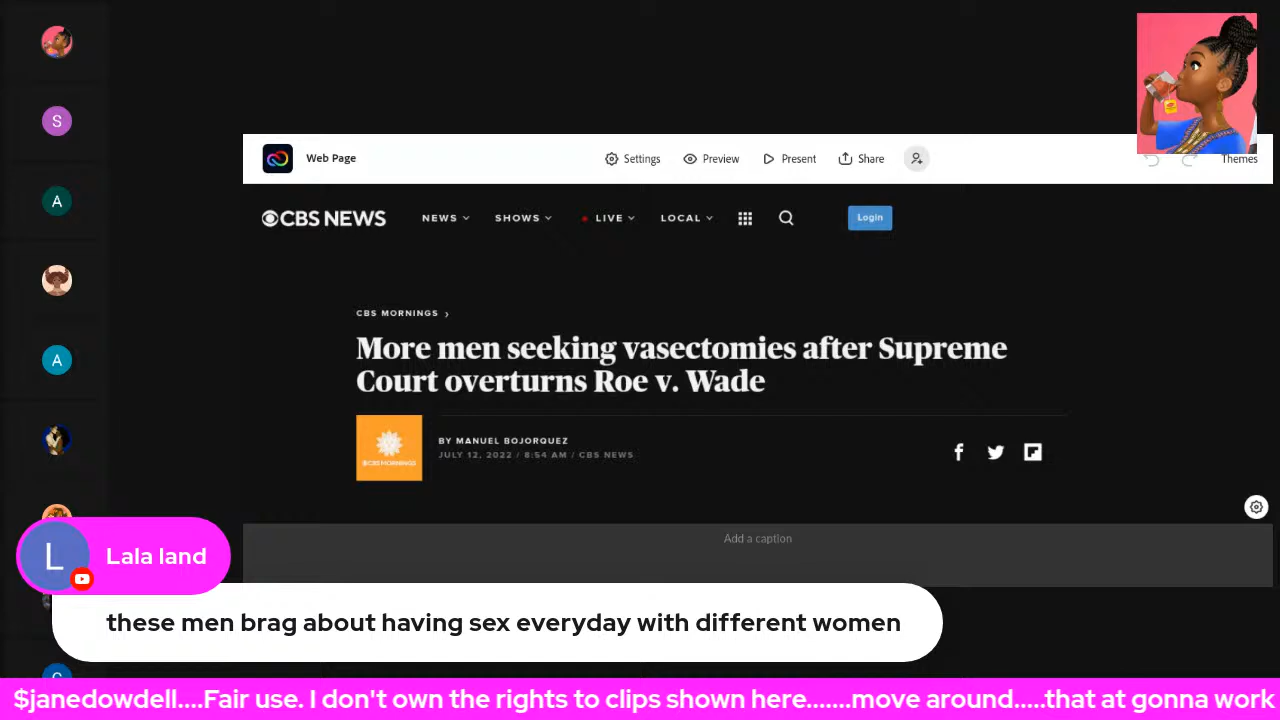 Web Page
Settings
Preview
Present
Share
Themes
S
A
A
CBS NEWS
NEWS
SHOWS
LIVE
LOCAL
Login
CBS MORNINGS ›
More men seeking vasectomies after Supreme
Court overturns Roe v. Wade
CBS MORNINGS
BY MANUEL BOJORQUEZ
JULY 12, 2022 / 8:54 AM / CBS NEWS
Add a caption
L
Lala land
these men brag about having sex everyday with different women
$janedowdell....Fair use. I don't own the rights to clips shown here.......move around.....that at gonna work